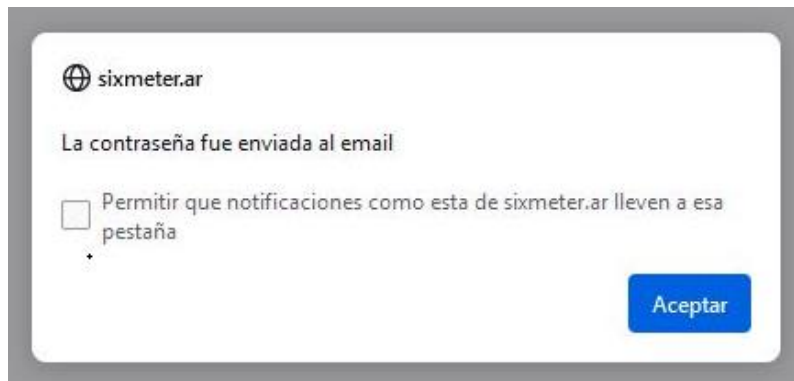 sixmeter.ar
La contraseña fue enviada al email
Permitir que notificaciones como esta de sixmeter.ar lleven a esa
pestaña
Aceptar